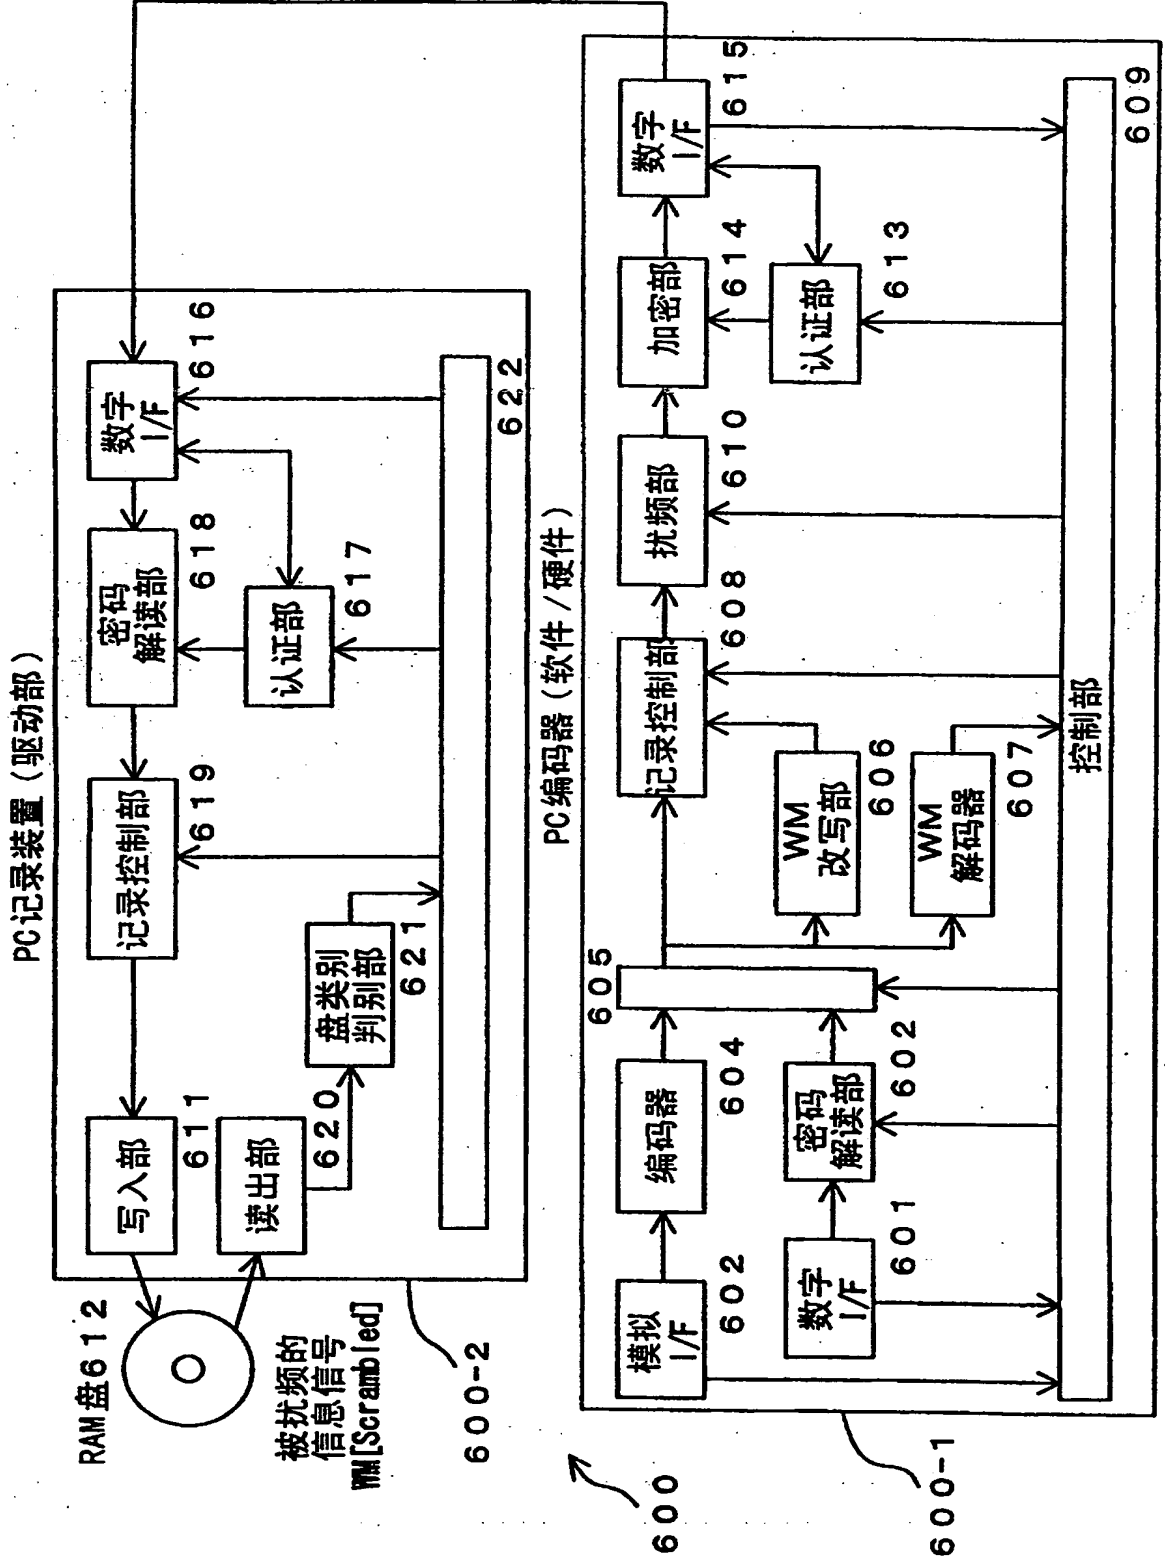 PC记录装置(驱动部)
数字
I/F
616
密码
解读部
618
认证部
617
记录控制部
619
盘类别
判别部
621
写入部
611
读出部
620
622
RAM盘612
被扰频的
信息信号
WM[Scrambled]
600-2
PC编码器(软件/硬件)
数字
I/F
615
加密部
614
认证部
613
扰频部
610
记录控制部
608
WM
改写部
606
WM
解码器
607
605
编码器
604
密码
解读部
602
模拟
I/F
602
数字
I/F
601
控制部
609
600
600-1